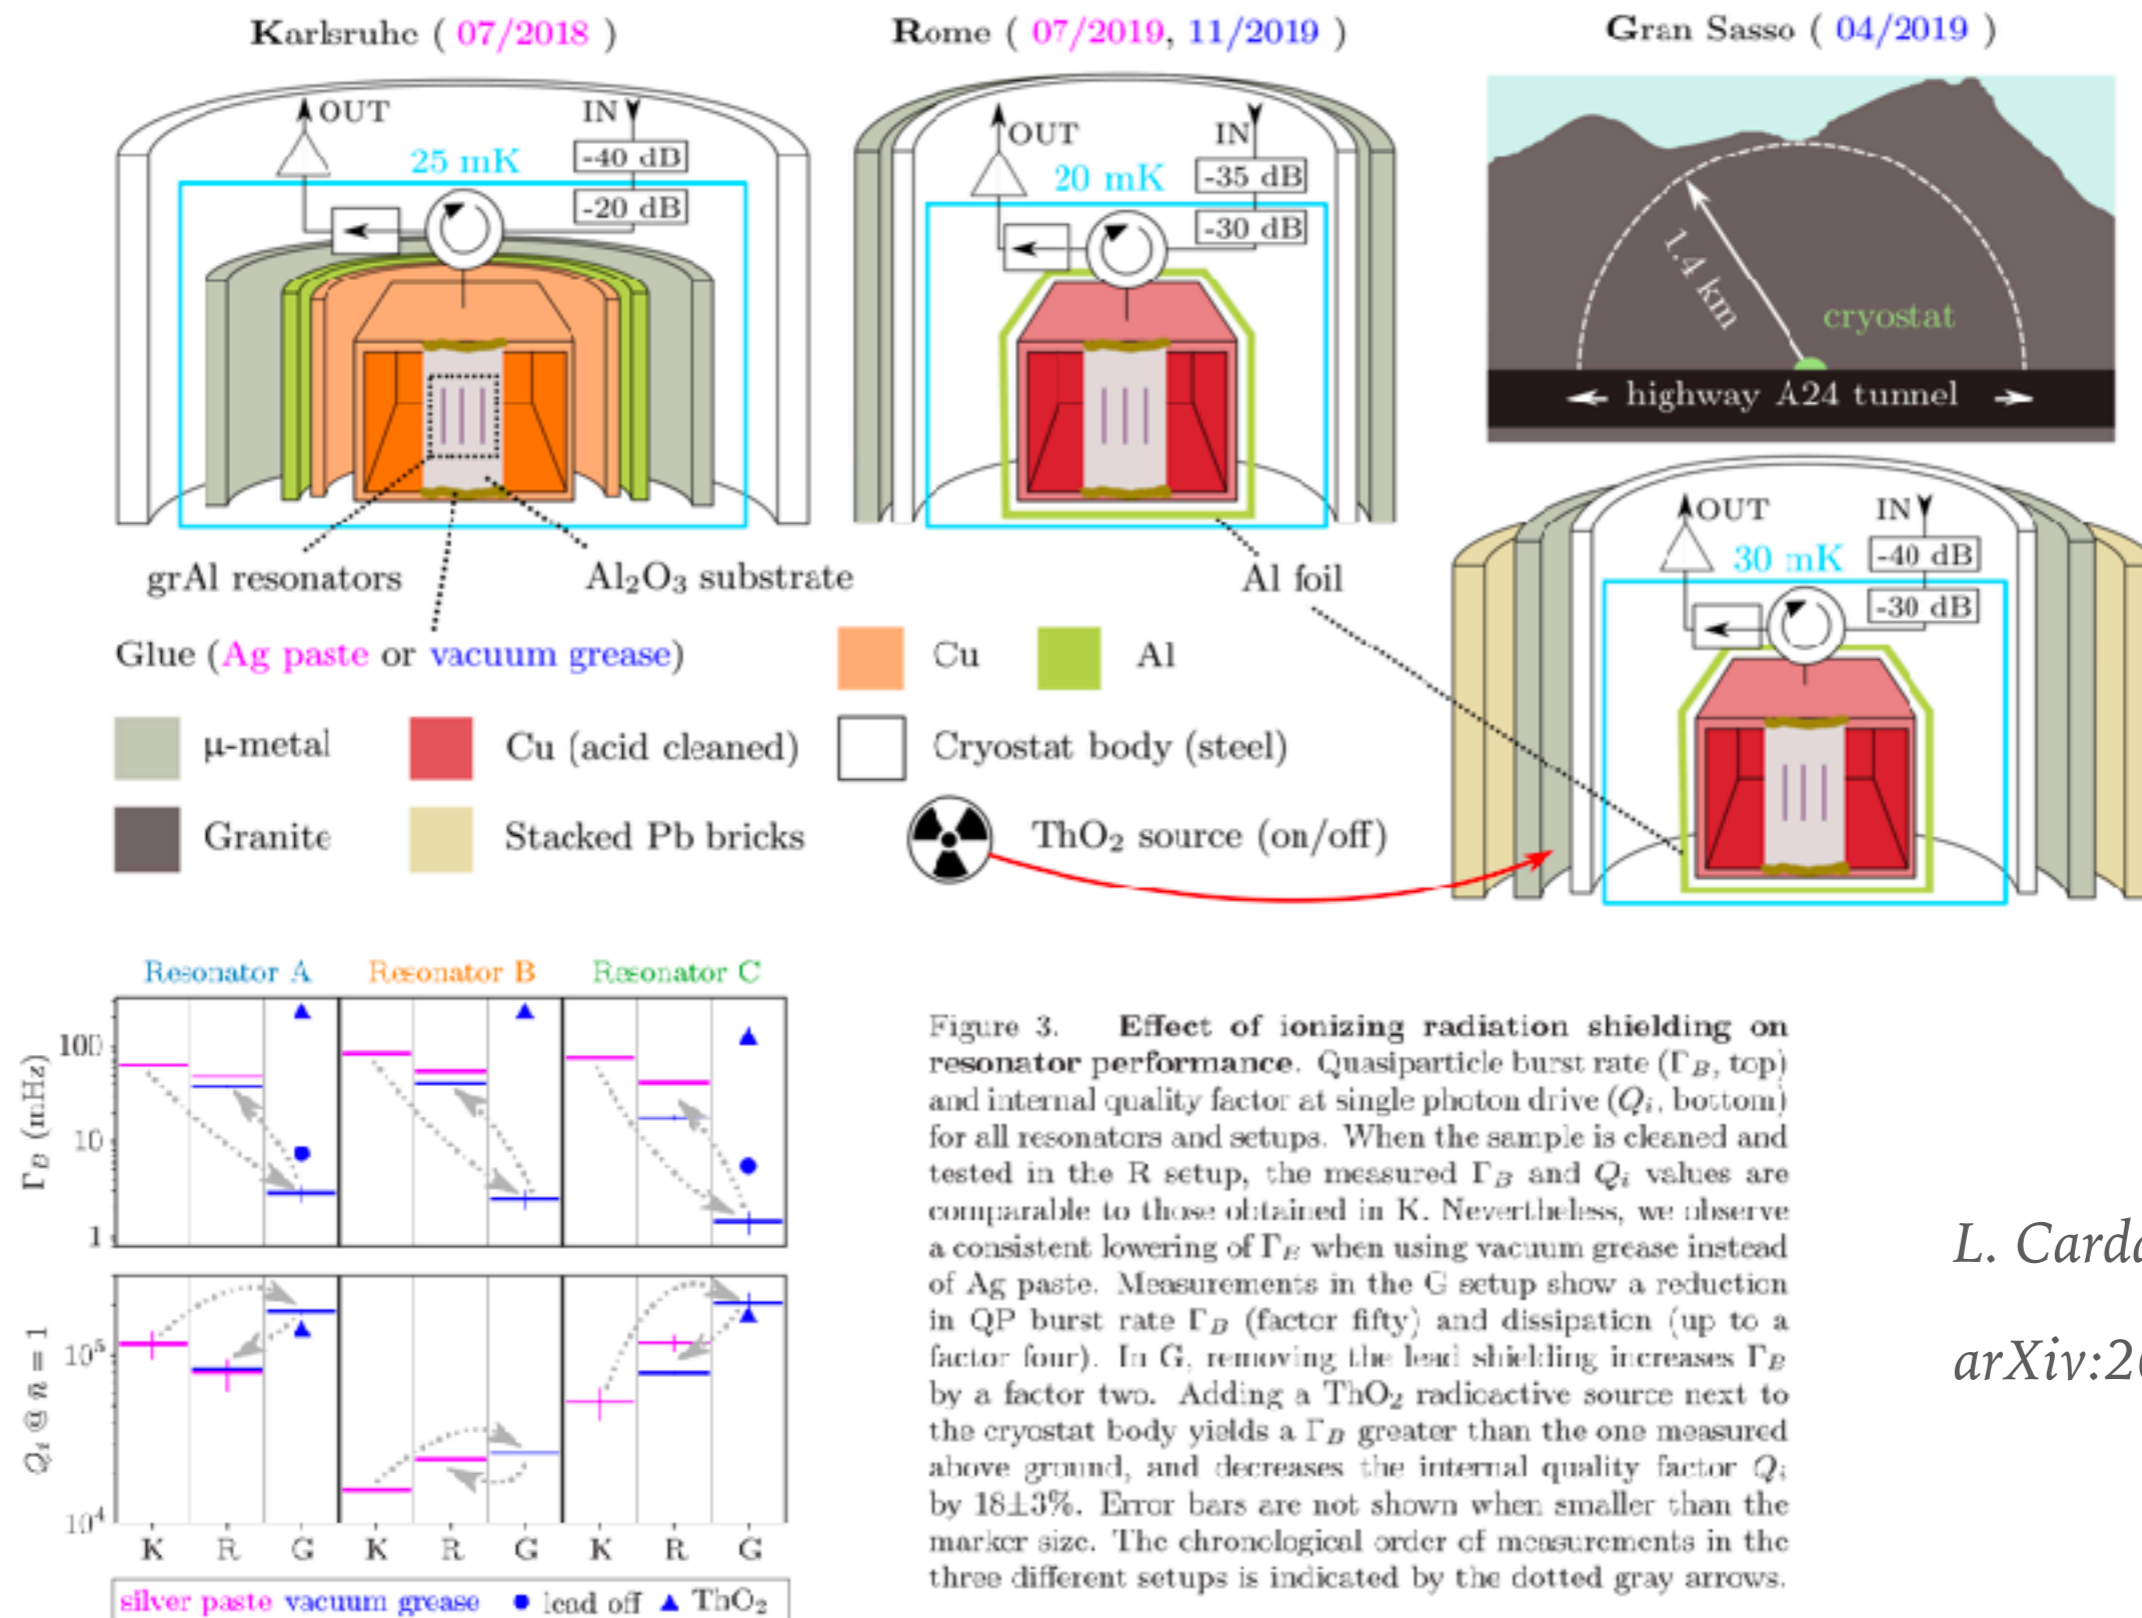 Karlsruhe ( 07/2018 )
Rome ( 07/2019, 11/2019 )
Gran Sasso ( 04/2019 )
OUT
IN
-40 dB
25 mK
-20 dB
OUT
IN
-35 dB
20 mK
-30 dB
1.4 km
cryostat
highway A24 tunnel
OUT
IN
-40 dB
30 mK
-30 dB
grAl resonators
Al₂O₃ substrate
Al foil
Glue (Ag paste or vacuum grease)
Cu
Al
μ-metal
Cu (acid cleaned)
Cryostat body (steel)
Granite
Stacked Pb bricks
ThO₂ source (on/off)
Resonator A
Resonator B
Resonator C
Γ_B (mHz)
100
10
1
Q_i @ n̄ = 1
10⁵
10⁴
K R G K R G K R G
silver paste vacuum grease lead off ThO₂
Figure 3. Effect of ionizing radiation shielding on
resonator performance. Quasiparticle burst rate (Γ_B, top)
and internal quality factor at single photon drive (Q_i, bottom)
for all resonators and setups. When the sample is cleaned and
tested in the R setup, the measured Γ_B and Q_i values are
comparable to those obtained in K. Nevertheless, we observe
a consistent lowering of Γ_B when using vacuum grease instead
of Ag paste. Measurements in the G setup show a reduction
in QP burst rate Γ_B (factor fifty) and dissipation (up to a
factor four). In G, removing the lead shielding increases Γ_B
by a factor two. Adding a ThO₂ radioactive source next to
the cryostat body yields a Γ_B greater than the one measured
above ground, and decreases the internal quality factor Q_i
by 18±3%. Error bars are not shown when smaller than the
marker size. The chronological order of measurements in the
three different setups is indicated by the dotted gray arrows.
L. Carda
arXiv:20